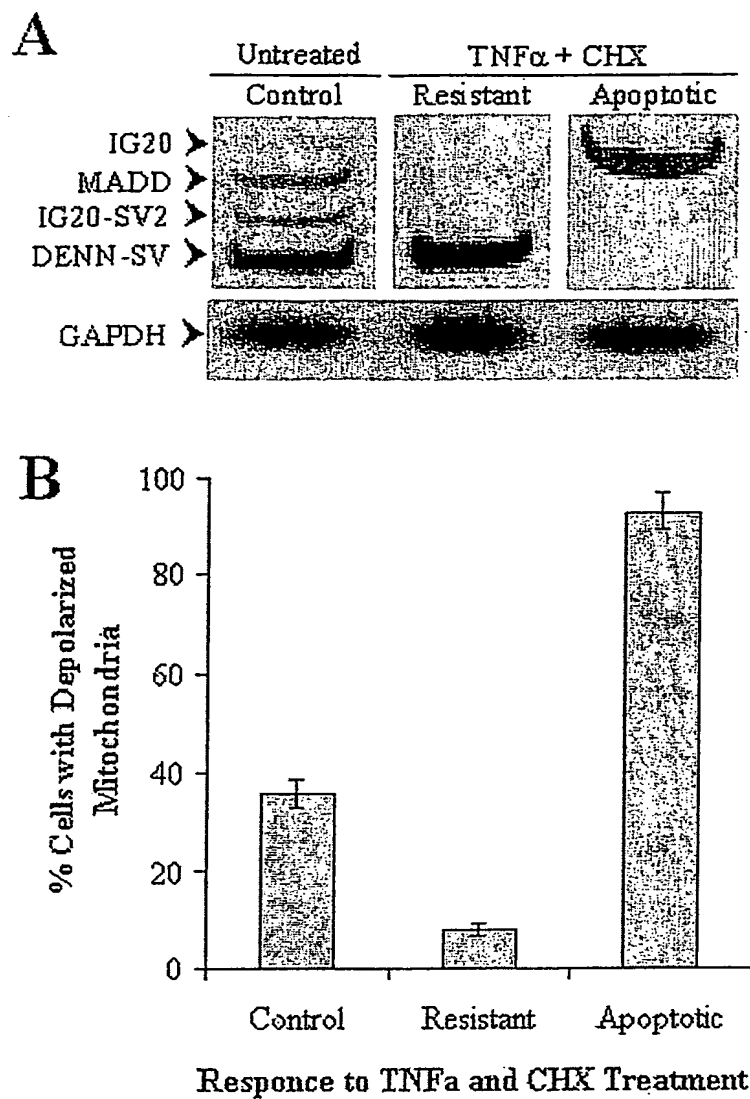 A
Untreated TNFα + CHX
Control Resistant Apoptotic
IG20
MADD
IG20-SV2
DENN-SV
GAPDH
B
% Cells with Depolarized
Mitochondria
100
80
60
40
20
0
Control Resistant Apoptotic
Responce to TNFa and CHX Treatment